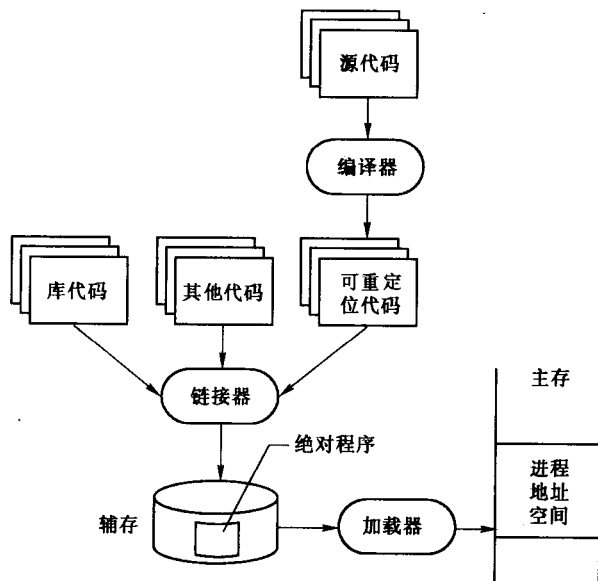 源代码
编译器
库代码
其他代码
可重定
位代码
链接器
主存
绝对程序
进程
地址
空间
辅存
加载器